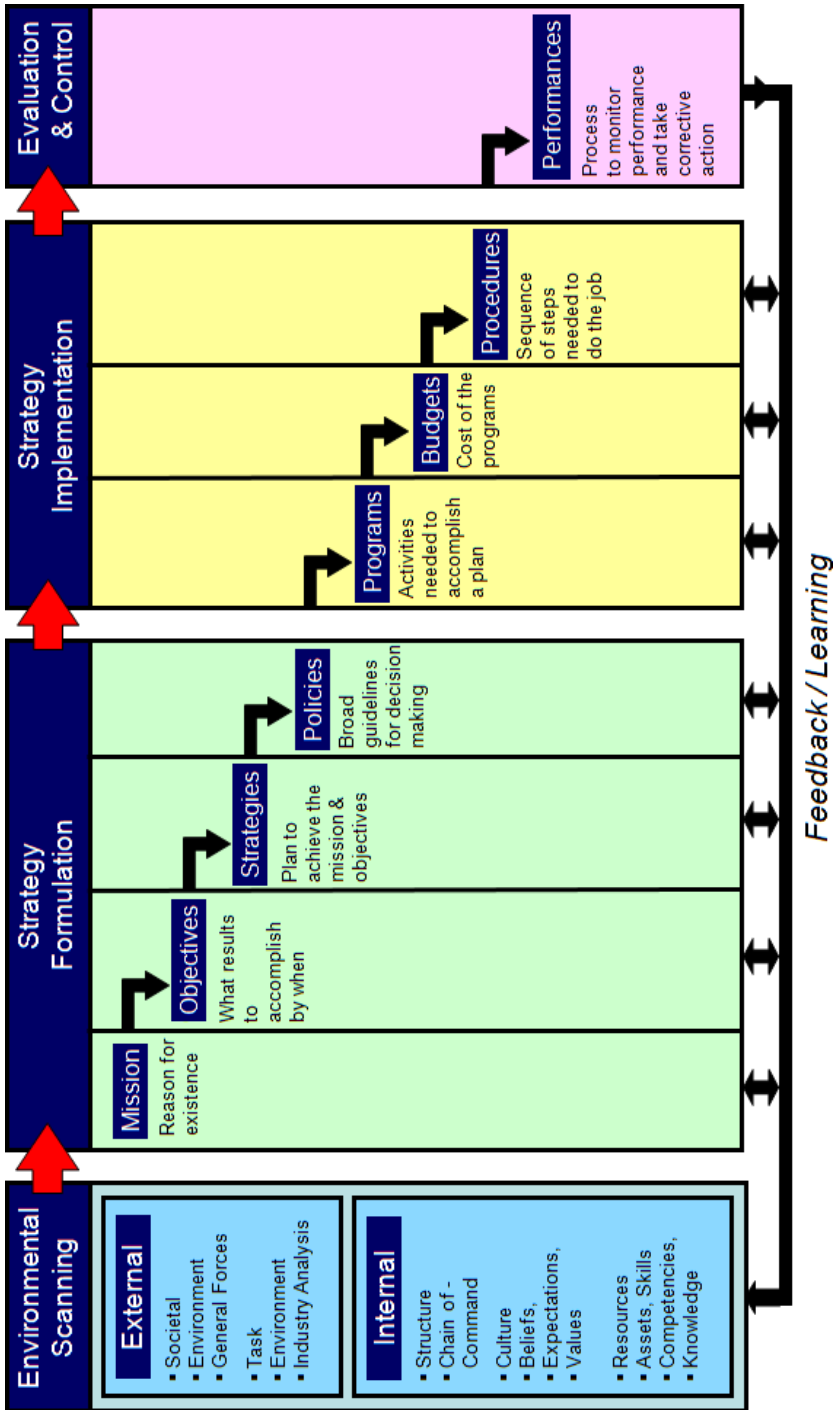 Environmental
Scanning
External
▪ Societal
▪ Environment
▪ General Forces
▪ Task
▪ Environment
▪ Industry Analysis
Internal
▪ Structure
▪ Chain of -
Command
▪ Culture
▪ Beliefs,
▪ Expectations,
▪ Values
▪ Resources
▪ Assets, Skills
▪ Competencies,
▪ Knowledge
Strategy
Formulation
Mission
Reason for
existence
Objectives
What results
to
accomplish
by when
Strategies
Plan to
achieve the
mission &
objectives
Policies
Broad
guidelines
for decision
making
Strategy
Implementation
Programs
Activities
needed to
accomplish
a plan
Budgets
Cost of the
programs
Procedures
Sequence
of steps
needed to
do the job
Evaluation
& Control
Performances
Process
to monitor
performance
and take
corrective
action
Feedback / Learning